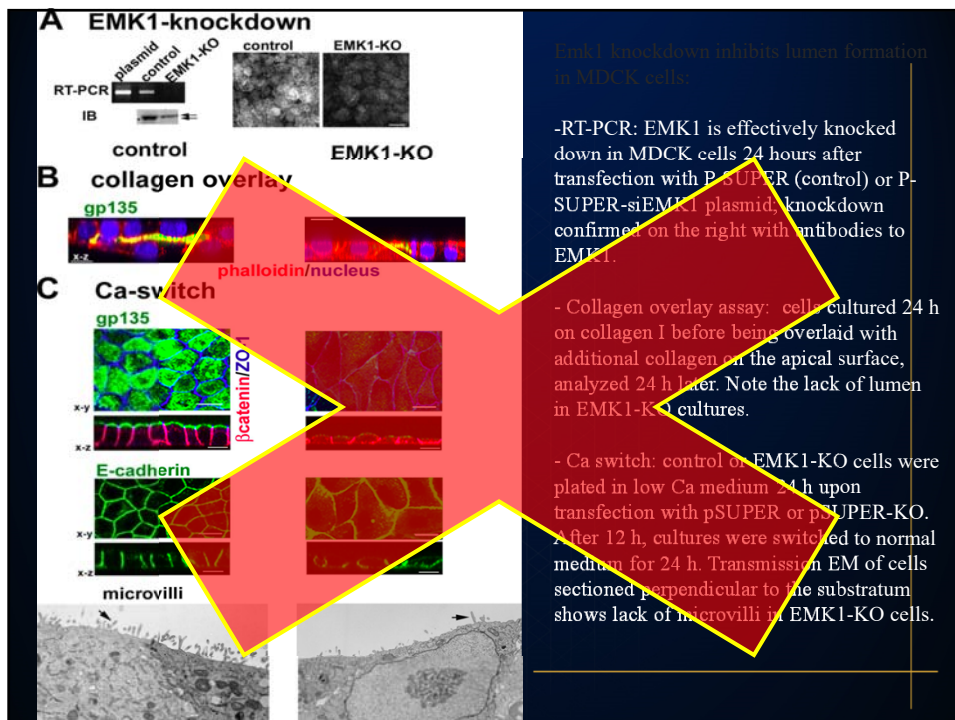 A EMK1-knockdown
plasmid
control
EMK1-KO
control EMK1-KO
RT-PCR
IB
control EMK1-KO
B collagen overlay
gp135
x-z
phalloidin/nucleus
C Ca-switch
gp135
βcatenin/ZO-1
x-y
x-z
E-cadherin
x-y
x-z
microvilli
Emk1 knockdown inhibits lumen formation
in MDCK cells:
-RT-PCR: EMK1 is effectively knocked
down in MDCK cells 24 hours after
transfection with P-SUPER (control) or P-
SUPER-siEMK1 plasmid; knockdown
confirmed on the right with antibodies to
EMK1.
- Collagen overlay assay: cells cultured 24 h
on collagen I before being overlaid with
additional collagen on the apical surface,
analyzed 24 h later. Note the lack of lumen
in EMK1-KO cultures.
- Ca switch: control or EMK1-KO cells were
plated in low Ca medium 24 h upon
transfection with pSUPER or pSUPER-KO.
After 12 h, cultures were switched to normal
medium for 24 h. Transmission EM of cells
sectioned perpendicular to the substratum
shows lack of microvilli in EMK1-KO cells.